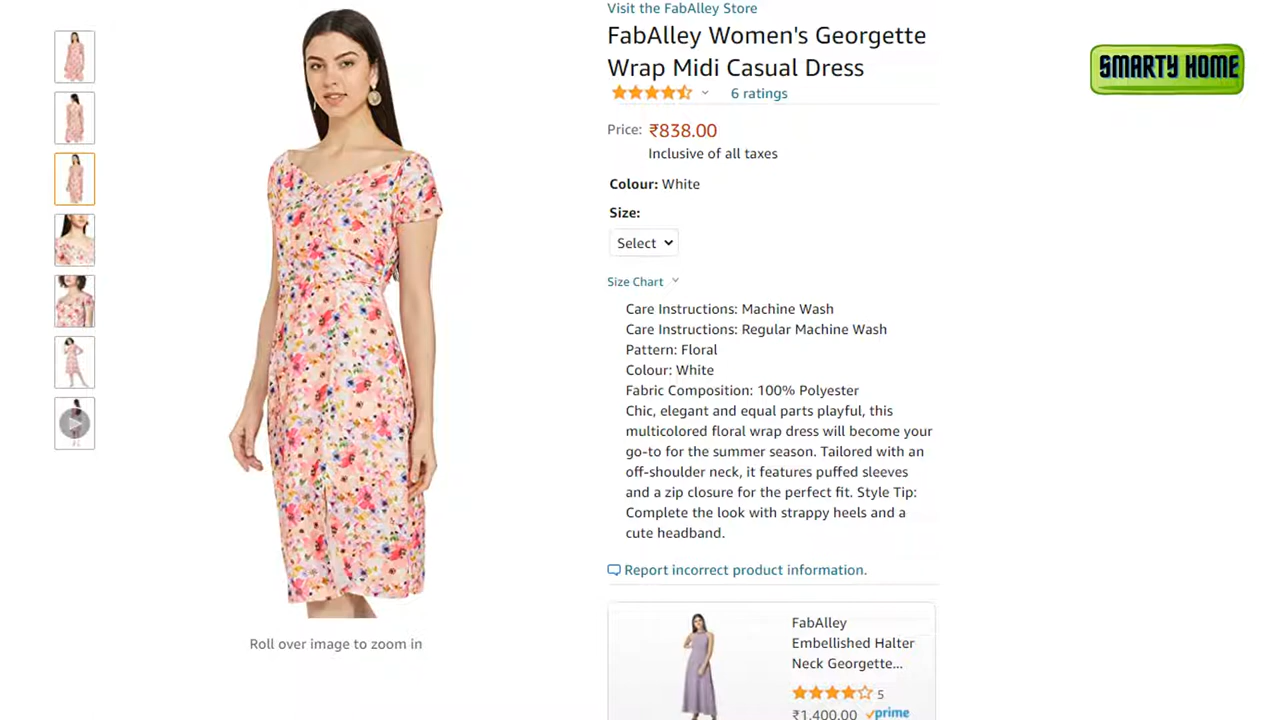 Visit the FabAlley Store
FabAlley Women's Georgette
Wrap Midi Casual Dress
6 ratings
SMARTY HOME
Price: ₹838.00
Inclusive of all taxes
Colour: White
Size:
Select
Size Chart
Care Instructions: Machine Wash
Care Instructions: Regular Machine Wash
Pattern: Floral
Colour: White
Fabric Composition: 100% Polyester
Chic, elegant and equal parts playful, this
multicolored floral wrap dress will become your
go-to for the summer season. Tailored with an
off-shoulder neck, it features puffed sleeves
and a zip closure for the perfect fit. Style Tip:
Complete the look with strappy heels and a
cute headband.
Report incorrect product information.
Roll over image to zoom in
FabAlley
Embellished Halter
Neck Georgette...
5
₹1,400.00 prime